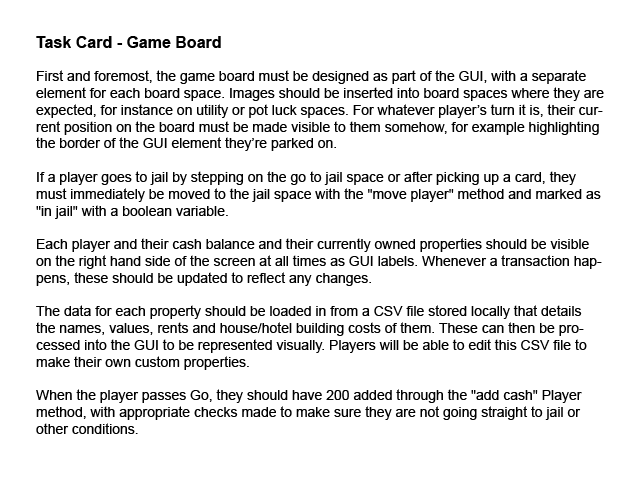 Task Card - Game Board
First and foremost, the game board must be designed as part of the GUI, with a separate
element for each board space. Images should be inserted into board spaces where they are
expected, for instance on utility or pot luck spaces. For whatever player’s turn it is, their cur-
rent position on the board must be made visible to them somehow, for example highlighting
the border of the GUI element they’re parked on.
If a player goes to jail by stepping on the go to jail space or after picking up a card, they
must immediately be moved to the jail space with the "move player" method and marked as
"in jail" with a boolean variable.
Each player and their cash balance and their currently owned properties should be visible
on the right hand side of the screen at all times as GUI labels. Whenever a transaction hap-
pens, these should be updated to reflect any changes.
The data for each property should be loaded in from a CSV file stored locally that details
the names, values, rents and house/hotel building costs of them. These can then be pro-
cessed into the GUI to be represented visually. Players will be able to edit this CSV file to
make their own custom properties.
When the player passes Go, they should have 200 added through the "add cash" Player
method, with appropriate checks made to make sure they are not going straight to jail or
other conditions.